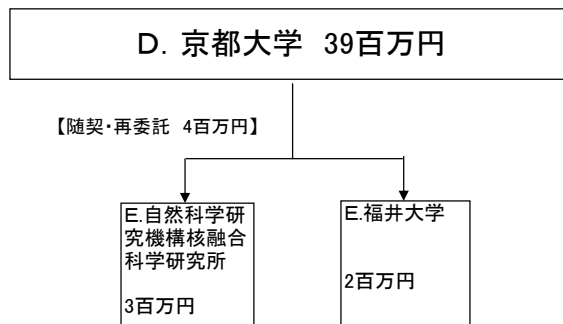 D. 京都大学 39百万円
【随契・再委託 4百万円】
E.自然科学研
究機構核融合
科学研究所
3百万円
E.福井大学
2百万円